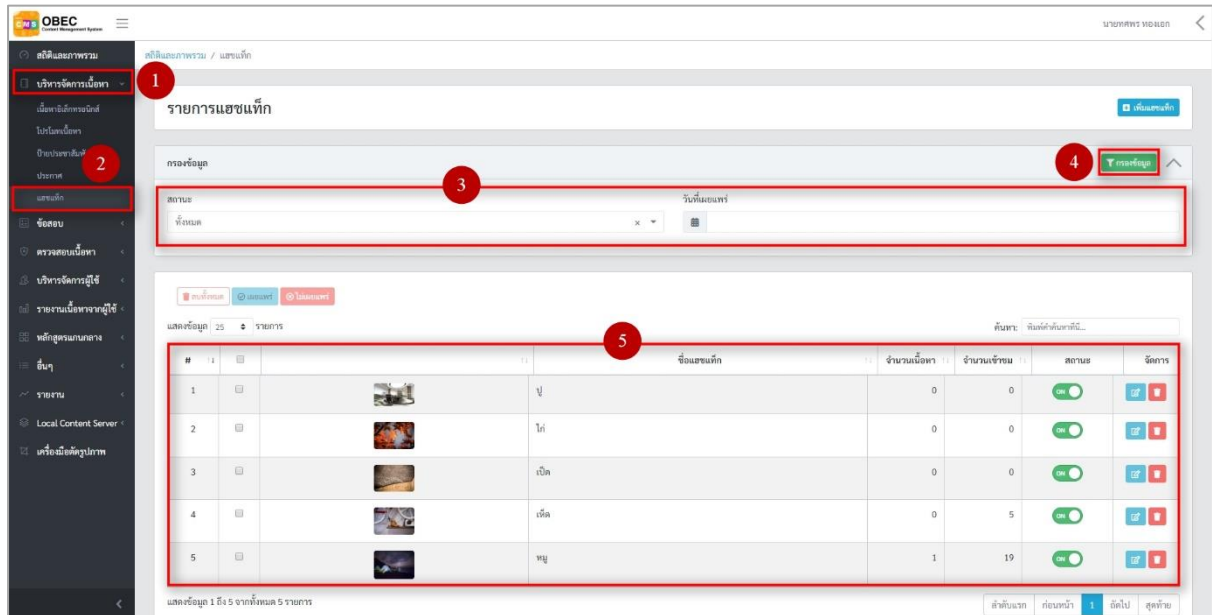 CMS OBEC
Content Management System
นายทศพร ทองเอก
สถิติและภาพรวม
สถิติและภาพรวม / แฮชแท็ก
บริหารจัดการเนื้อหา
1
เนื้อหาอิเล็กทรอนิกส์
โปรโมทเนื้อหา
ป้ายประชาสัมพั
2
ประกาศ
แฮชแท็ก
ข้อสอบ
ตรวจสอบเนื้อหา
บริหารจัดการผู้ใช้
รายงานเนื้อหาจากผู้ใช้
หลักสูตรแกนกลาง
อื่นๆ
รายงาน
Local Content Server
เครื่องมือตัดรูปภาพ
รายการแฮชแท็ก
เพิ่มแฮชแท็ก
กรองข้อมูล
4
กรองข้อมูล
3
สถานะ วันที่เผยแพร่
ทั้งหมด ×
ลบทั้งหมด เผยแพร่ ไม่เผยแพร่
แสดงข้อมูล 25 รายการ ค้นหา: พิมพ์คำค้นหาที่นี่...
5
# ชื่อแฮชแท็ก จำนวนเนื้อหา จำนวนเข้าชม สถานะ จัดการ
1 ปู 0 0 ON
2 ไก่ 0 0 ON
3 เป็ด 0 0 ON
4 เห็ด 0 5 ON
5 หมู 1 19 ON
แสดงข้อมูล 1 ถึง 5 จากทั้งหมด 5 รายการ
ลำดับแรก ก่อนหน้า 1 ถัดไป สุดท้าย